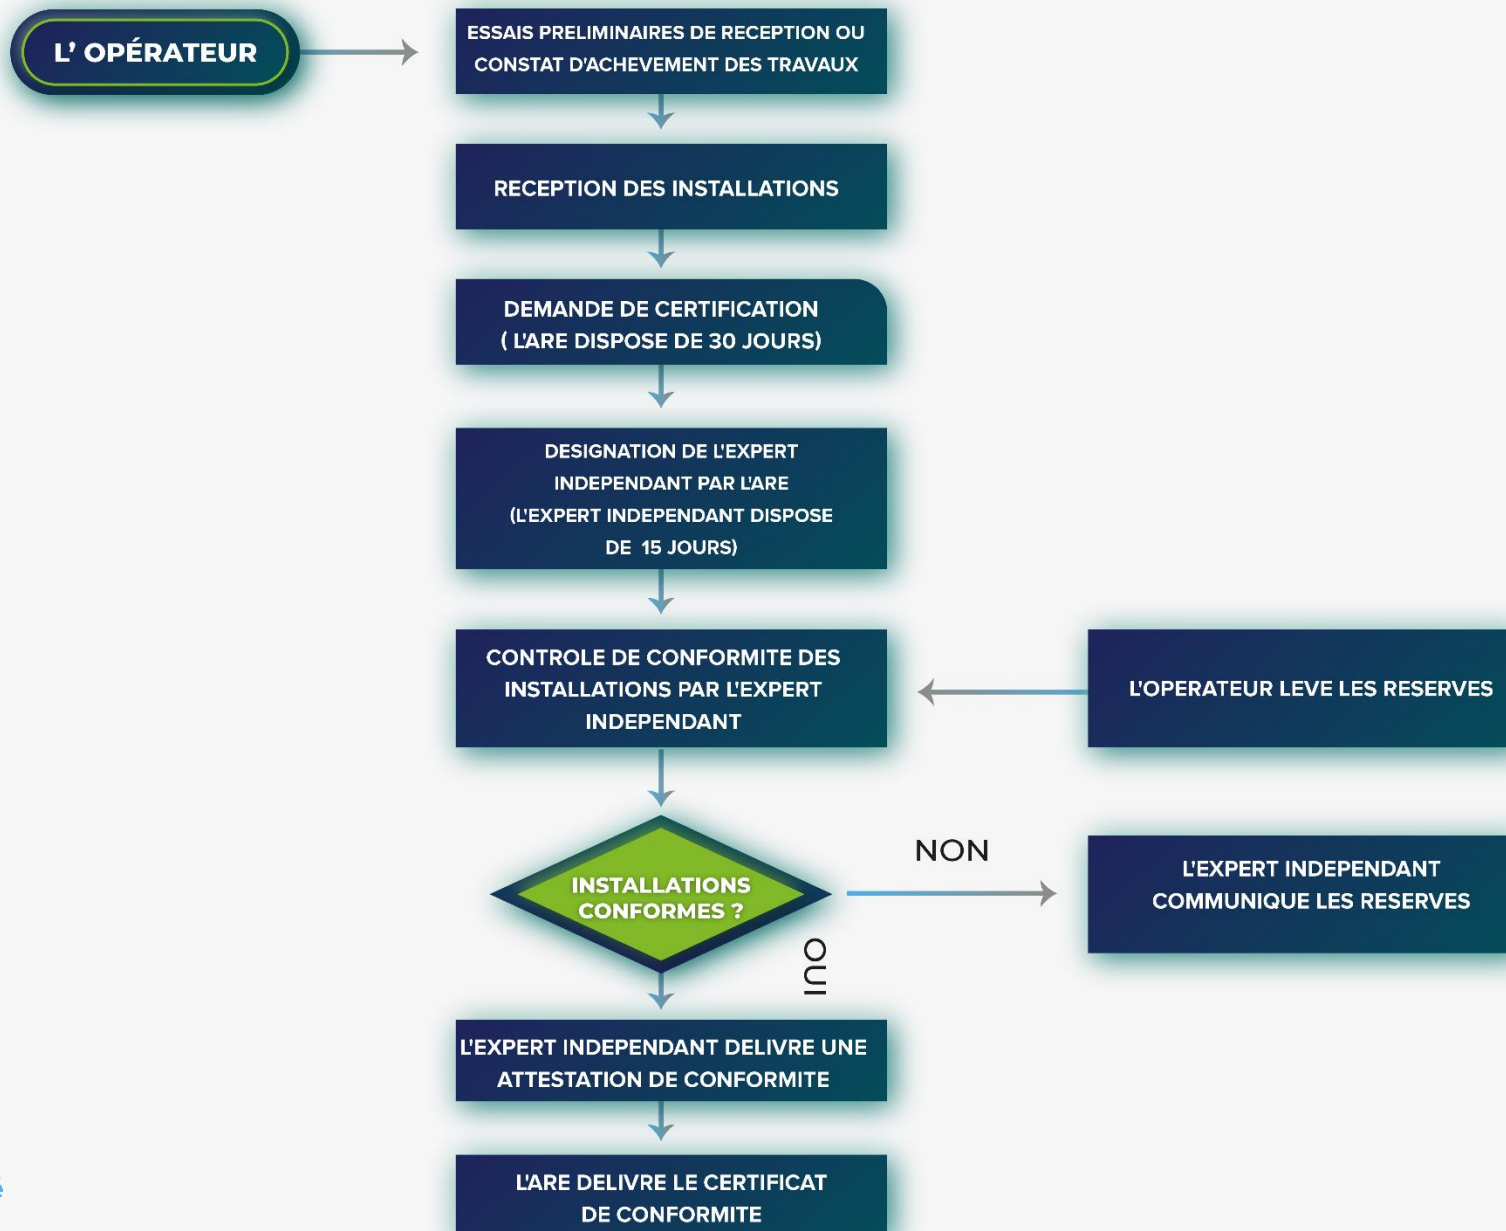 L' OPÉRATEUR
ESSAIS PRELIMINAIRES DE RECEPTION OU
CONSTAT D'ACHEVEMENT DES TRAVAUX
RECEPTION DES INSTALLATIONS
DEMANDE DE CERTIFICATION
( L'ARE DISPOSE DE 30 JOURS)
DESIGNATION DE L'EXPERT
INDEPENDANT PAR L'ARE
(L'EXPERT INDEPENDANT DISPOSE
DE 15 JOURS)
CONTROLE DE CONFORMITE DES
INSTALLATIONS PAR L'EXPERT
INDEPENDANT
L'OPERATEUR LEVE LES RESERVES
INSTALLATIONS
CONFORMES ?
NON
L'EXPERT INDEPENDANT
COMMUNIQUE LES RESERVES
OUI
L'EXPERT INDEPENDANT DELIVRE UNE
ATTESTATION DE CONFORMITE
L'ARE DELIVRE LE CERTIFICAT
DE CONFORMITE